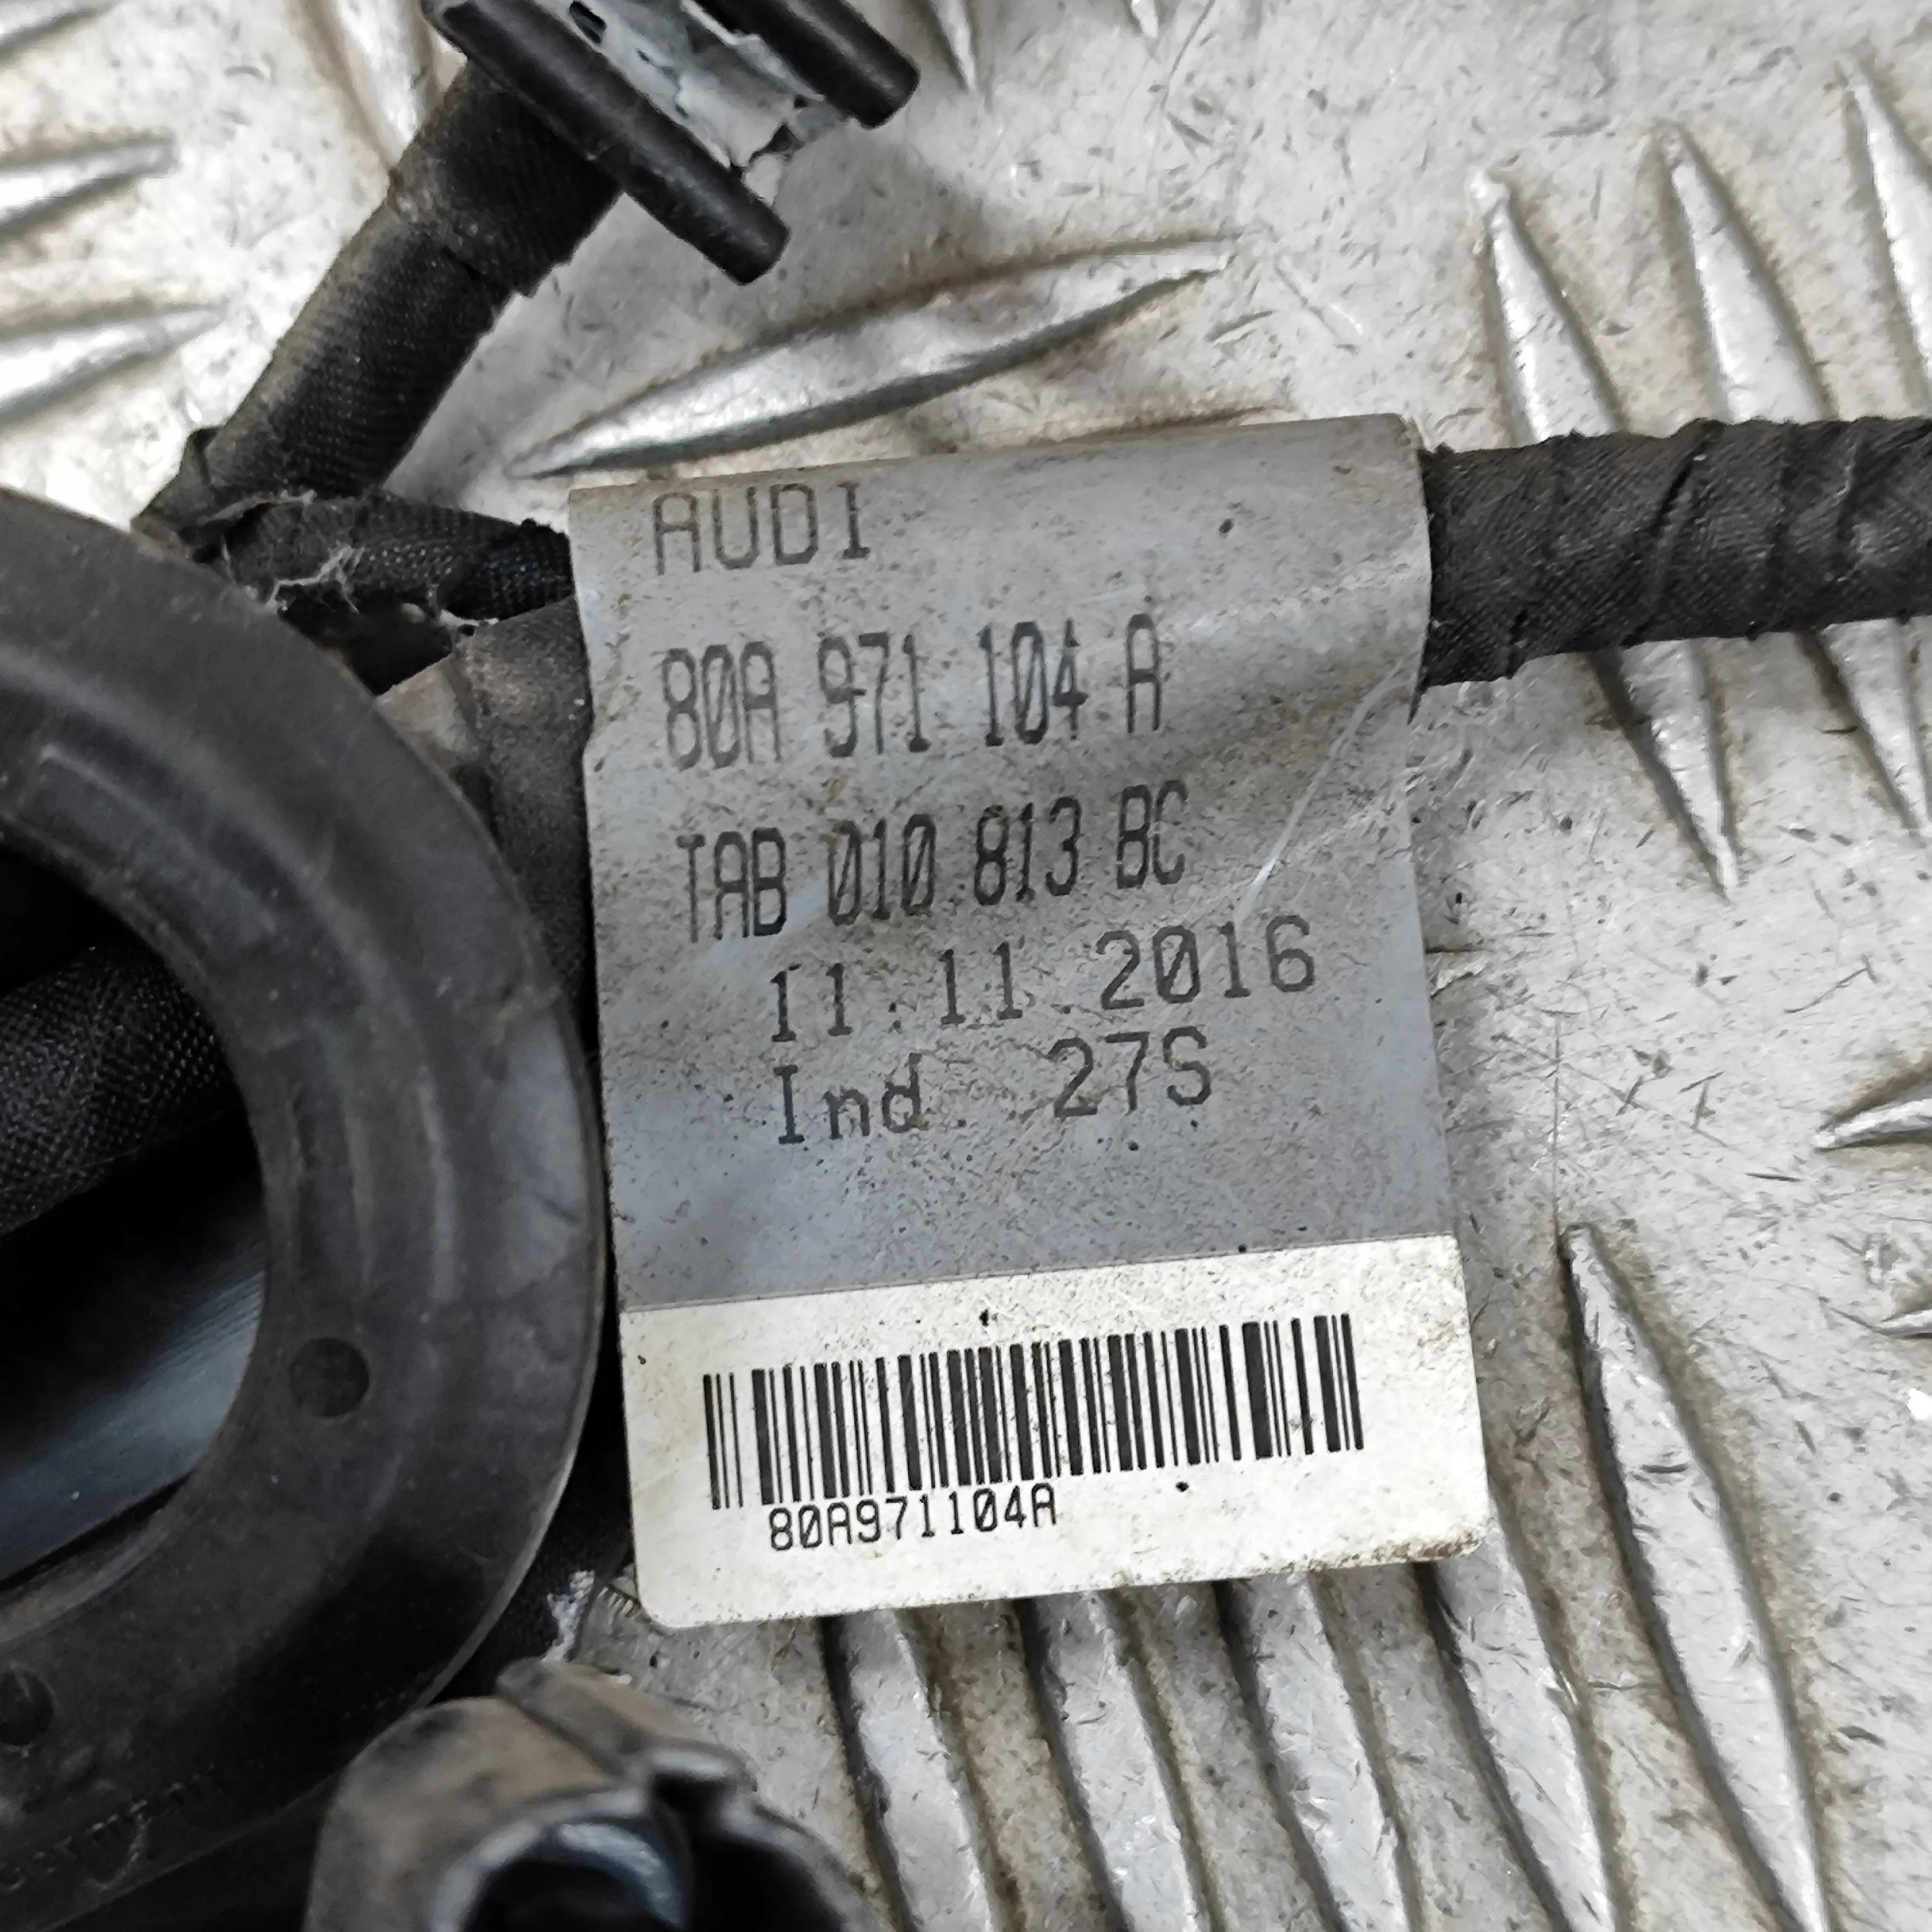 AUDI
80A 971 104 A
TAB 010 813 BC
11.11.2016
Ind. 27S
80A971104A